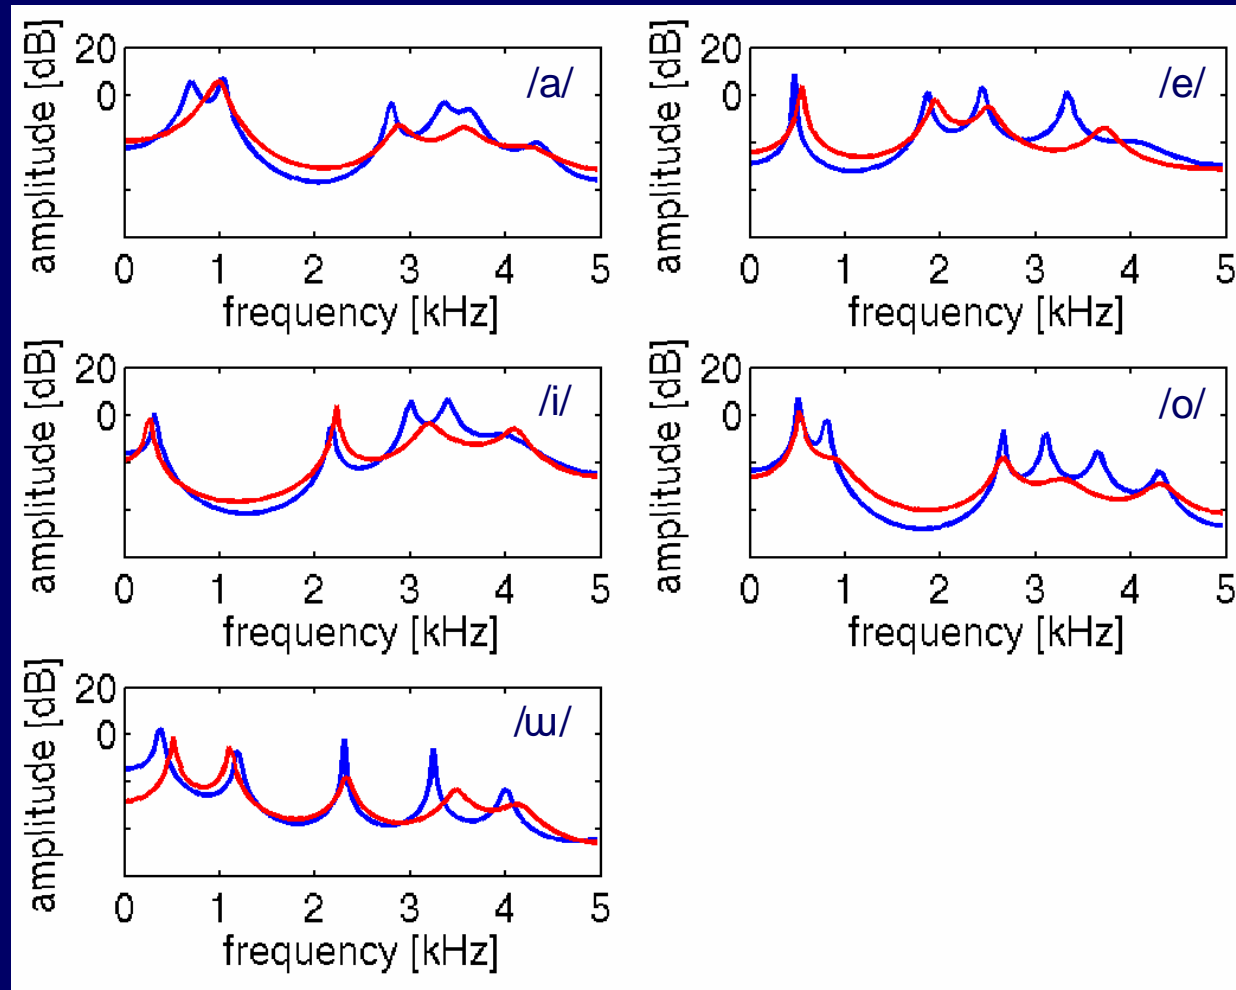 amplitude [dB]
20
0
/a/
0 1 2 3 4 5
frequency [kHz]
amplitude [dB]
20
0
/e/
0 1 2 3 4 5
frequency [kHz]
amplitude [dB]
20
0
/i/
0 1 2 3 4 5
frequency [kHz]
amplitude [dB]
20
0
/o/
0 1 2 3 4 5
frequency [kHz]
amplitude [dB]
20
0
/ɯ/
0 1 2 3 4 5
frequency [kHz]